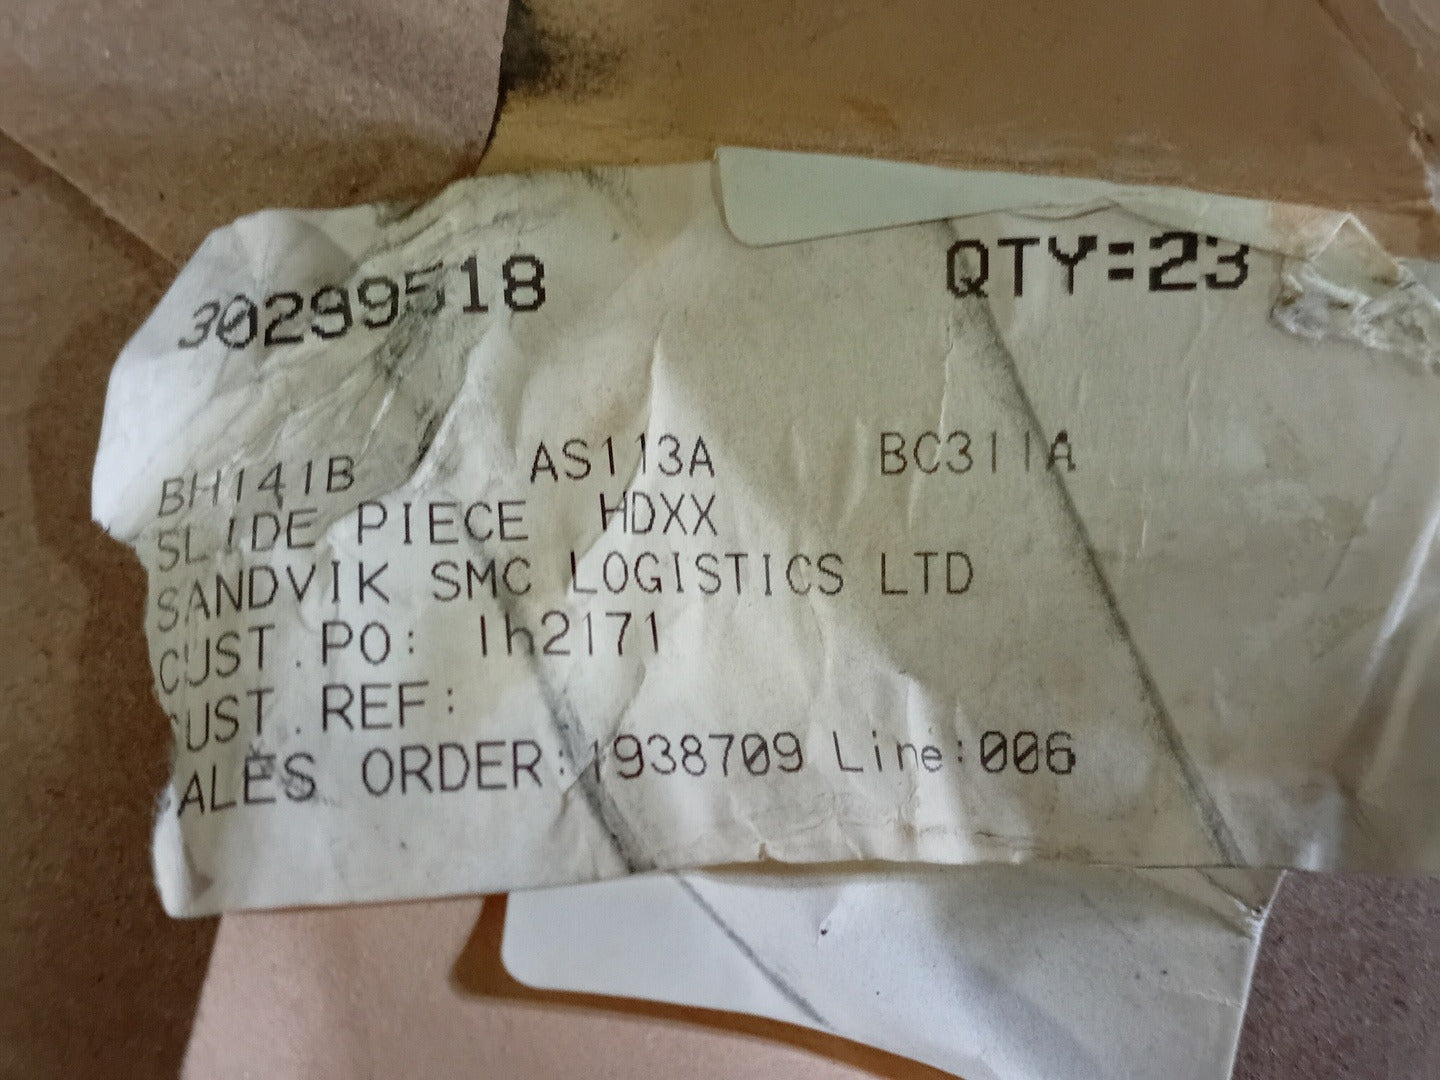 30299518 QTY=23
BH141B AS113A BC311A
SLIDE PIECE HDXX
SANDVIK SMC LOGISTICS LTD
CUST.PO: 1h2171
CUST.REF:
SALES ORDER:1938709 Line:006